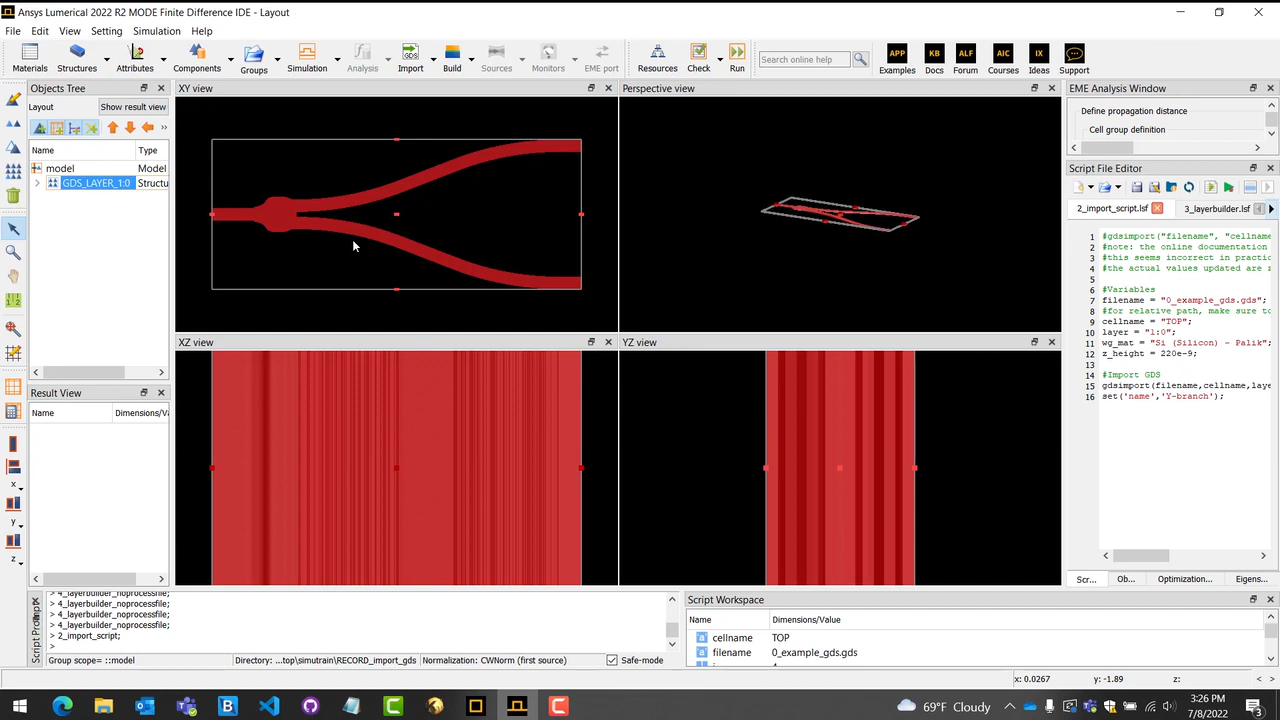 Ansys Lumerical 2022 R2 MODE Finite Difference IDE - Layout
File Edit View Setting Simulation Help
Materials Structures Attributes Components Groups Simulation Analysis Import Build Sources Monitors EME port Resources Check Run
Search online help
APP KB ALF AIC IX
Examples Docs Forum Courses Ideas Support
Objects Tree
Layout Show result view
Name Type
model Model
GDS_LAYER_1:0 Structu
Result View
Name Dimensions/Va
x
y
z
XY view
Perspective view
XZ view
YZ view
EME Analysis Window
Define propagation distance
Cell group definition
Script File Editor
2_import_script.lsf 3_layerbuilder.lsf
1 #gdsimport("filename", "cellname
2 #note: the online documentation
3 #this seems incorrect in practic
4 #the actual values updated are z
5
6 #Variables
7 filename = "0_example_gds.gds";
8 #for relative path, make sure to
9 cellname = "TOP";
10 layer = "1:0";
11 wg_mat = "Si (Silicon) - Palik";
12 z_height = 220e-9;
13
14 #Import GDS
15 gdsimport(filename,cellname,laye
16 set('name','Y-branch');
Scr... Ob... Optimization... Eigens...
Script Prompt
> 4_layerbuilder_noprocessfile;
> 4_layerbuilder_noprocessfile;
> 4_layerbuilder_noprocessfile;
> 4_layerbuilder_noprocessfile;
> 2_import_script;
>
Group scope= ::model Directory: ...top\simutrain\RECORD_import_gds Normalization: CWNorm (first source) Safe-mode
Script Workspace
Name Dimensions/Value
cellname TOP
filename 0_example_gds.gds
x: 0.0267 y: -1.89 z:
69°F Cloudy
3:26 PM
7/8/2022